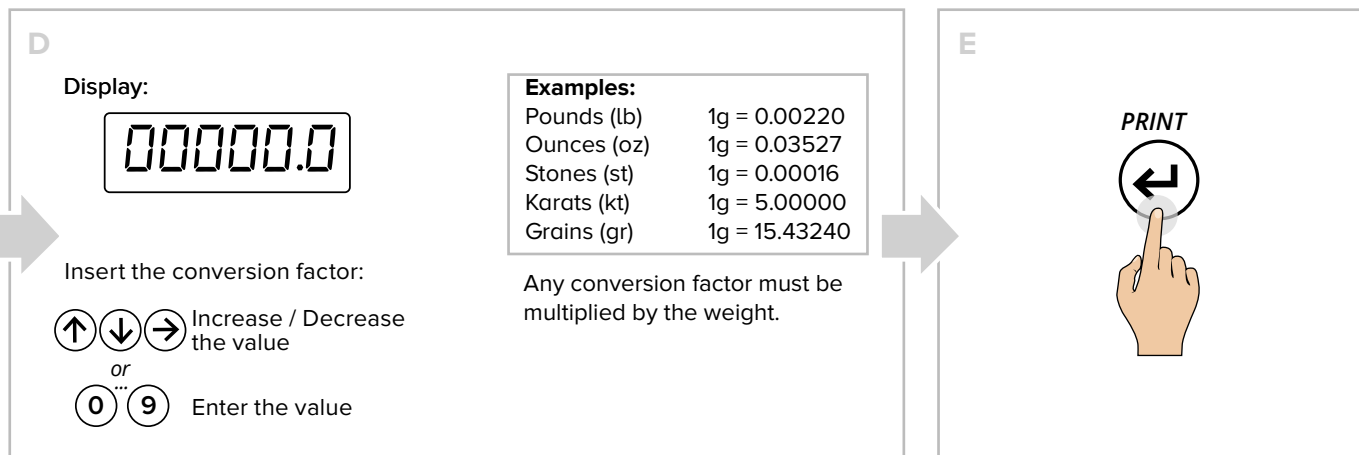 D
Display:
00000.0
Insert the conversion factor:
Increase / Decrease
the value
or
...
0 9 Enter the value
Examples:
Pounds (lb) 1g = 0.00220
Ounces (oz) 1g = 0.03527
Stones (st) 1g = 0.00016
Karats (kt) 1g = 5.00000
Grains (gr) 1g = 15.43240
Any conversion factor must be
multiplied by the weight.
E
PRINT